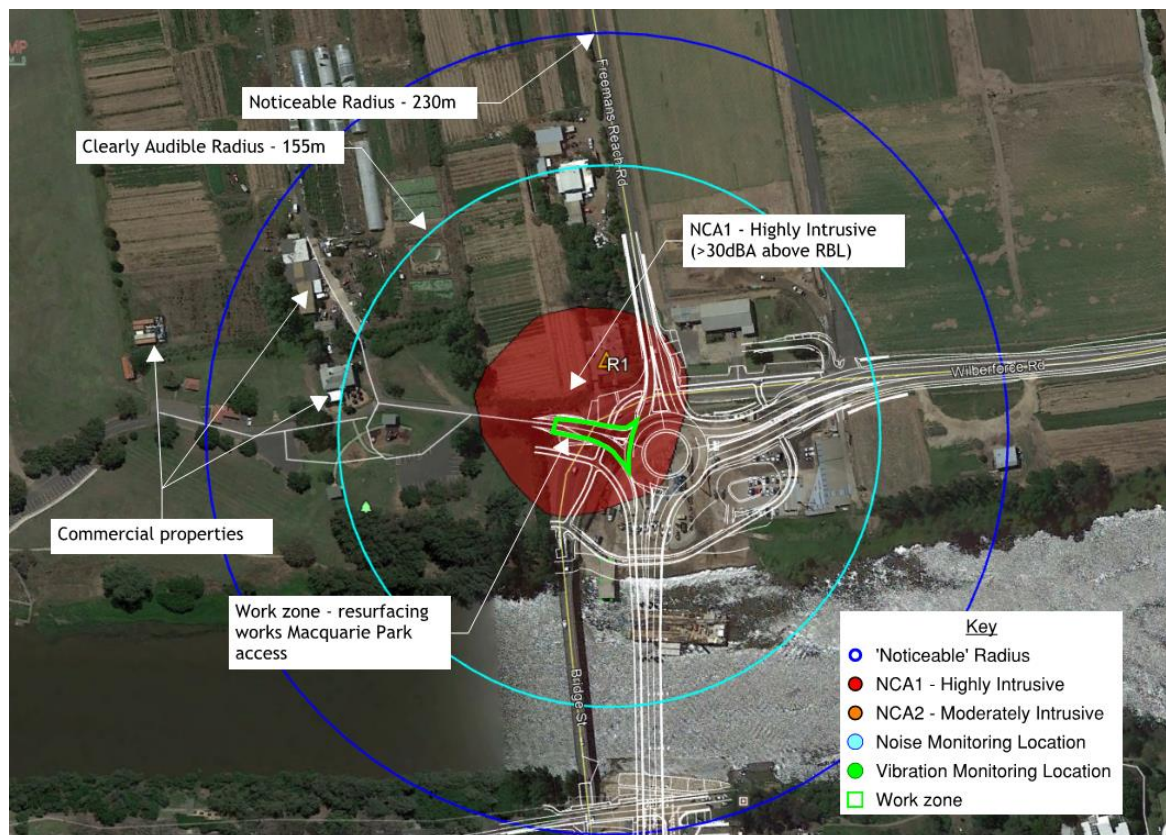 MP
Noticeable Radius - 230m
Freemans Reach Rd
Clearly Audible Radius - 155m
NCA1 - Highly Intrusive
(>30dBA above RBL)
R1
Wilberforce Rd
Commercial properties
Work zone - resurfacing
works Macquarie Park
access
Bridge St
Key
'Noticeable' Radius
NCA1 - Highly Intrusive
NCA2 - Moderately Intrusive
Noise Monitoring Location
Vibration Monitoring Location
Work zone